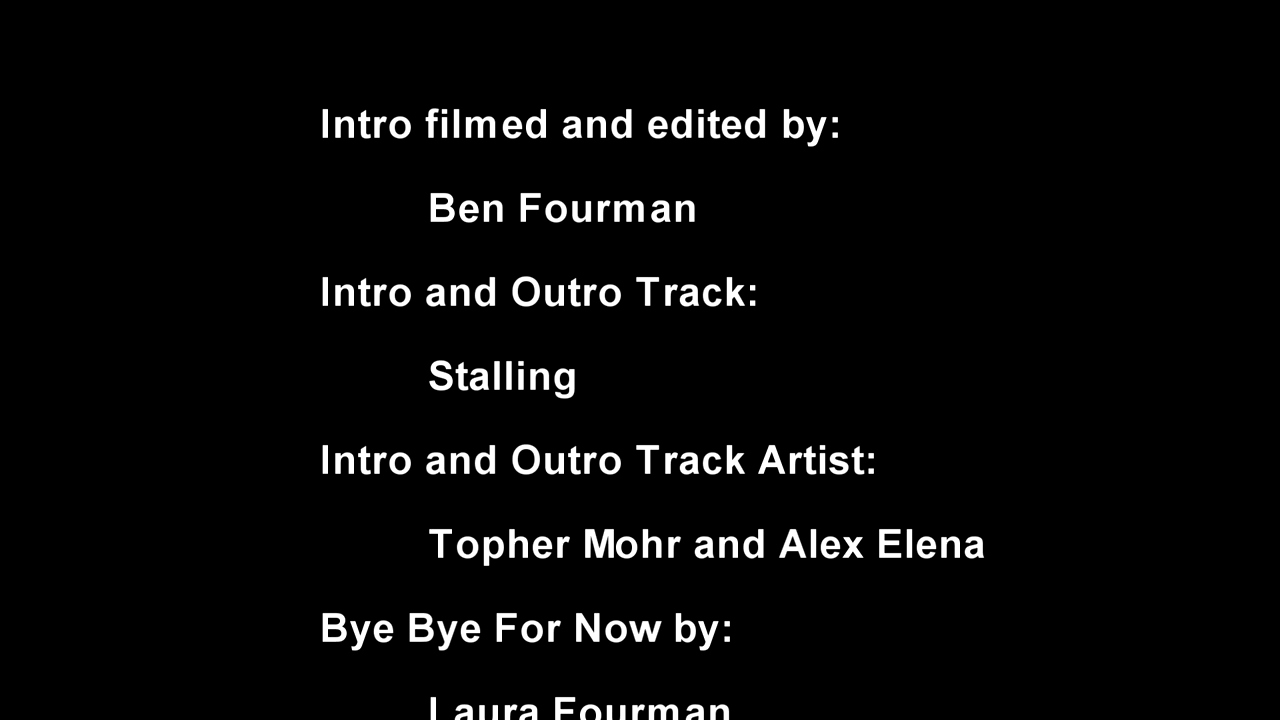 Intro filmed and edited by:
Ben Fourman
Intro and Outro Track:
Stalling
Intro and Outro Track Artist:
Topher Mohr and Alex Elena
Bye Bye For Now by:
Laura Fourman